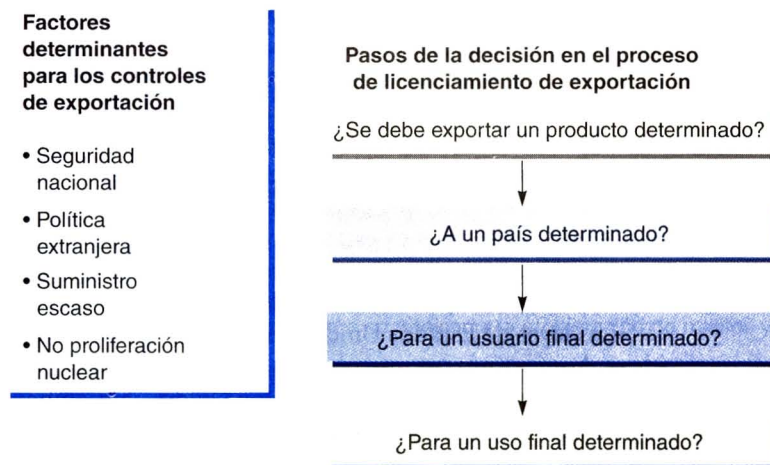 Factores
determinantes
para los controles
de exportación
• Seguridad
nacional
• Política
extranjera
• Suministro
escaso
• No proliferación
nuclear
Pasos de la decisión en el proceso
de licenciamiento de exportación
¿Se debe exportar un producto determinado?
¿A un país determinado?
¿Para un usuario final determinado?
¿Para un uso final determinado?